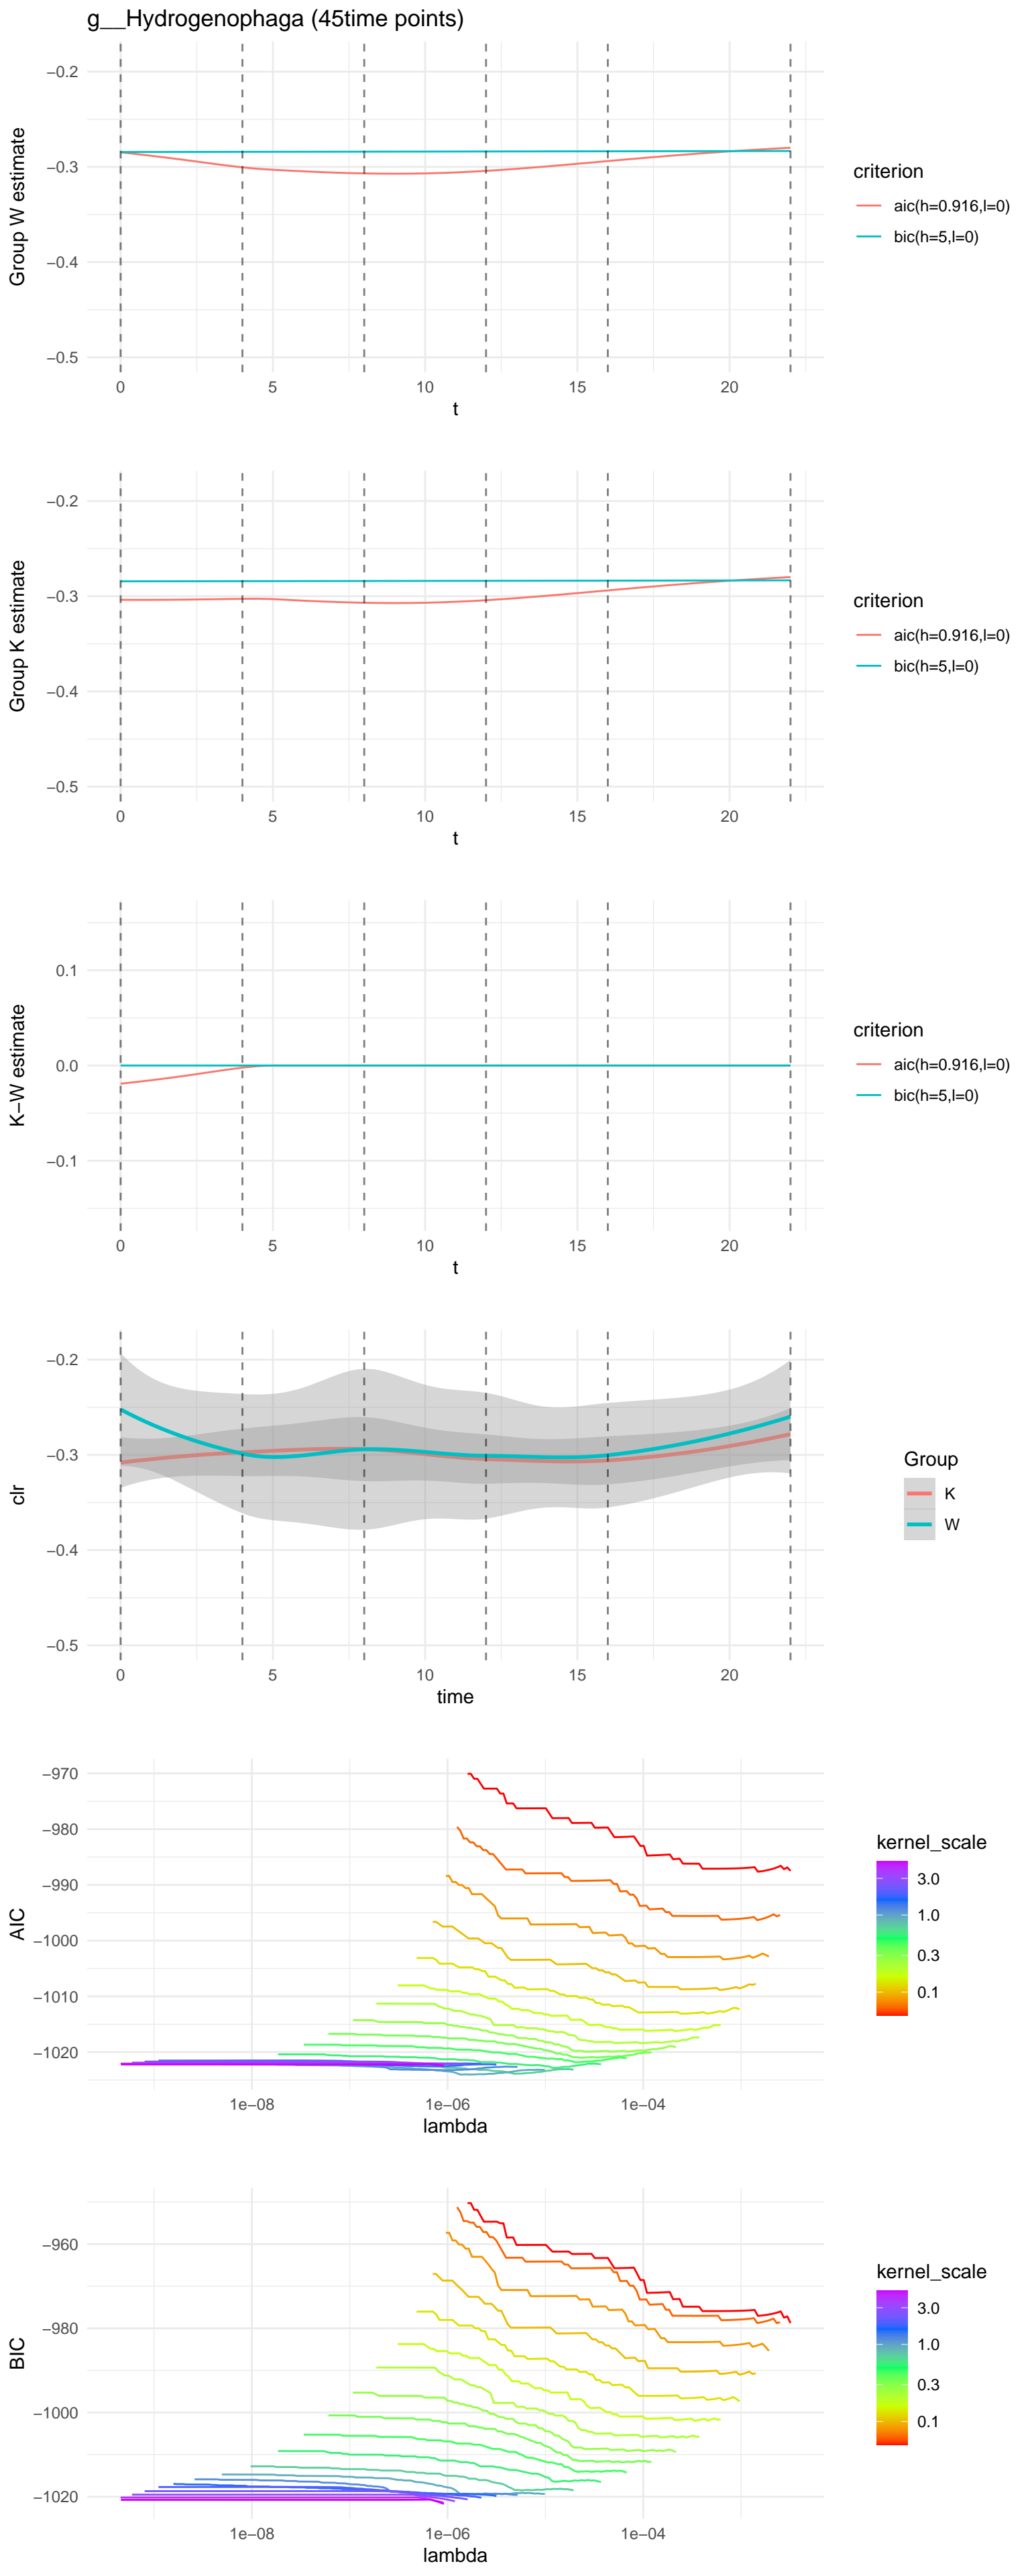 g__Hydrogenophaga (45time points)
−0.2
−0.3
−0.4
−0.5
Group W estimate
0 5 10 15 20
t
criterion
aic(h=0.916,l=0)
bic(h=5,l=0)
−0.2
−0.3
−0.4
−0.5
Group K estimate
0 5 10 15 20
t
criterion
aic(h=0.916,l=0)
bic(h=5,l=0)
0.1
0.0
−0.1
K−W estimate
0 5 10 15 20
t
criterion
aic(h=0.916,l=0)
bic(h=5,l=0)
−0.2
−0.3
−0.4
−0.5
clr
0 5 10 15 20
time
Group
K
W
−970
−980
−990
−1000
−1010
−1020
AIC
1e−08 1e−06 1e−04
lambda
kernel_scale
3.0
1.0
0.3
0.1
−960
−980
−1000
−1020
BIC
1e−08 1e−06 1e−04
lambda
kernel_scale
3.0
1.0
0.3
0.1